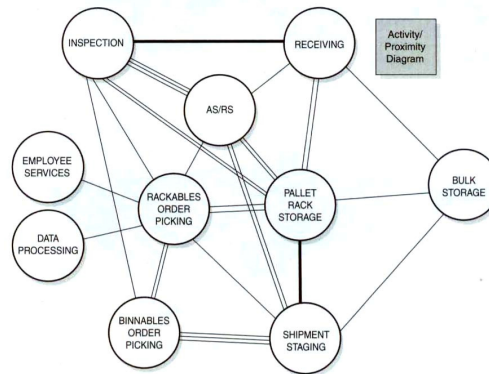 INSPECTION
RECEIVING
Activity/
Proximity
Diagram
AS/RS
EMPLOYEE
SERVICES
RACKABLES
ORDER
PICKING
PALLET
RACK
STORAGE
BULK
STORAGE
DATA
PROCESSING
BINNABLES
ORDER
PICKING
SHIPMENT
STAGING